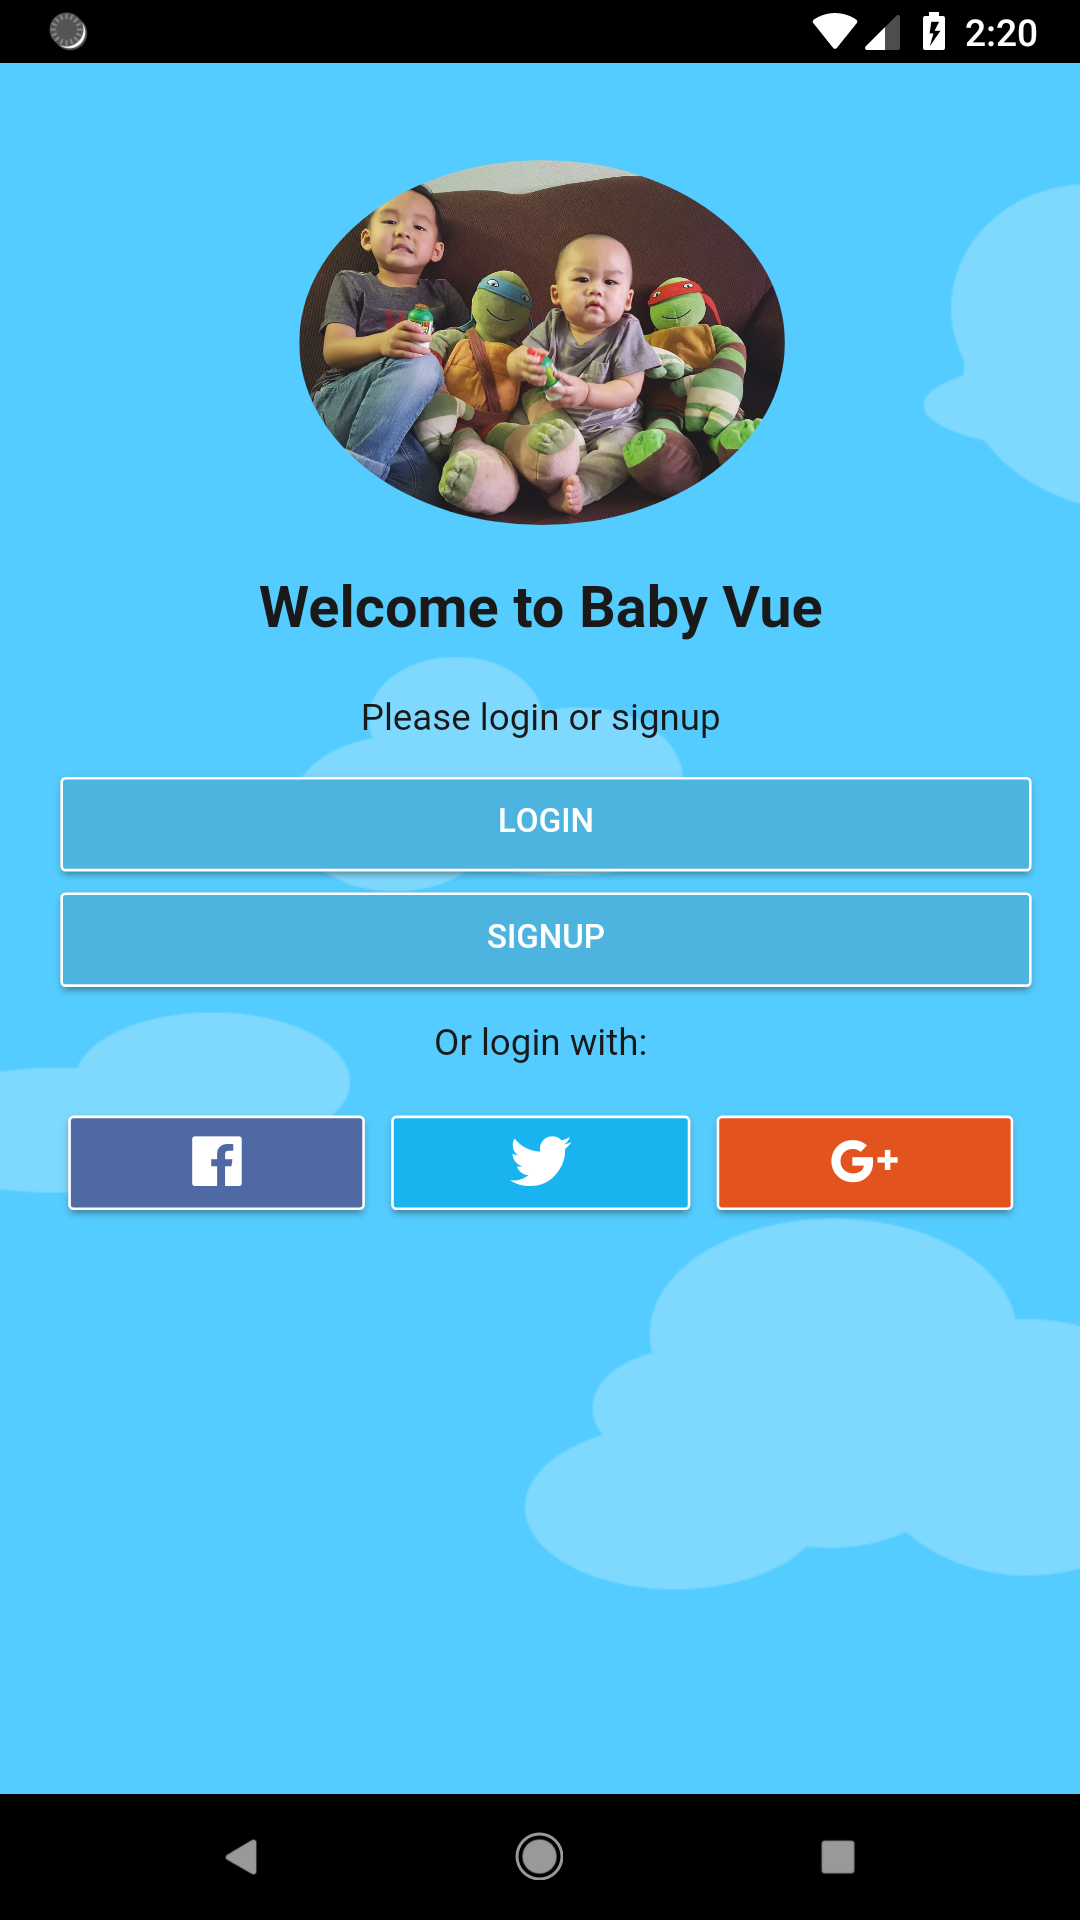 2:20
Welcome to Baby Vue
Please login or signup
LOGIN
SIGNUP
Or login with:
G+